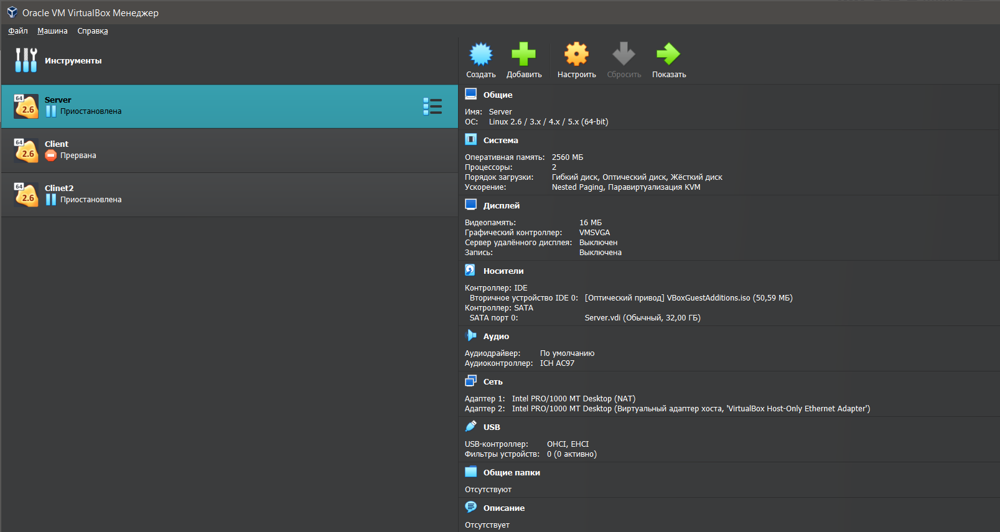 Oracle VM VirtualBox Менеджер
Файл Машина Справка
Инструменты
64
2.6
Server
Приостановлена
64
2.6
Client
Прервана
64
2.6
Clinet2
Приостановлена
Создать Добавить Настроить Сбросить Показать
Общие
Имя: Server
ОС: Linux 2.6 / 3.x / 4.x / 5.x (64-bit)
Система
Оперативная память: 2560 МБ
Процессоры: 2
Порядок загрузки: Гибкий диск, Оптический диск, Жёсткий диск
Ускорение: Nested Paging, Паравиртуализация KVM
Дисплей
Видеопамять: 16 МБ
Графический контроллер: VMSVGA
Сервер удалённого дисплея: Выключен
Запись: Выключена
Носители
Контроллер: IDE
Вторичное устройство IDE 0: [Оптический привод] VBoxGuestAdditions.iso (50,59 МБ)
Контроллер: SATA
SATA порт 0: Server.vdi (Обычный, 32,00 ГБ)
Аудио
Аудиодрайвер: По умолчанию
Аудиоконтроллер: ICH AC97
Сеть
Адаптер 1: Intel PRO/1000 MT Desktop (NAT)
Адаптер 2: Intel PRO/1000 MT Desktop (Виртуальный адаптер хоста, 'VirtualBox Host-Only Ethernet Adapter')
USB
USB-контроллер: OHCI, EHCI
Фильтры устройств: 0 (0 активно)
Общие папки
Отсутствуют
Описание
Отсутствует